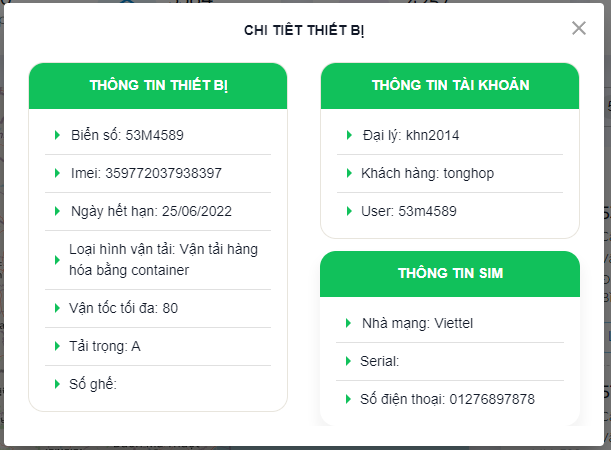 CHI TIẾT THIẾT BỊ
THÔNG TIN THIẾT BỊ
Biển số: 53M4589
Imei: 359772037938397
Ngày hết hạn: 25/06/2022
Loại hình vận tải: Vận tải hàng
hóa bằng container
Vận tốc tối đa: 80
Tải trọng: A
Số ghế:
THÔNG TIN TÀI KHOẢN
Đại lý: khn2014
Khách hàng: tonghop
User: 53m4589
THÔNG TIN SIM
Nhà mạng: Viettel
Serial:
Số điện thoại: 01276897878